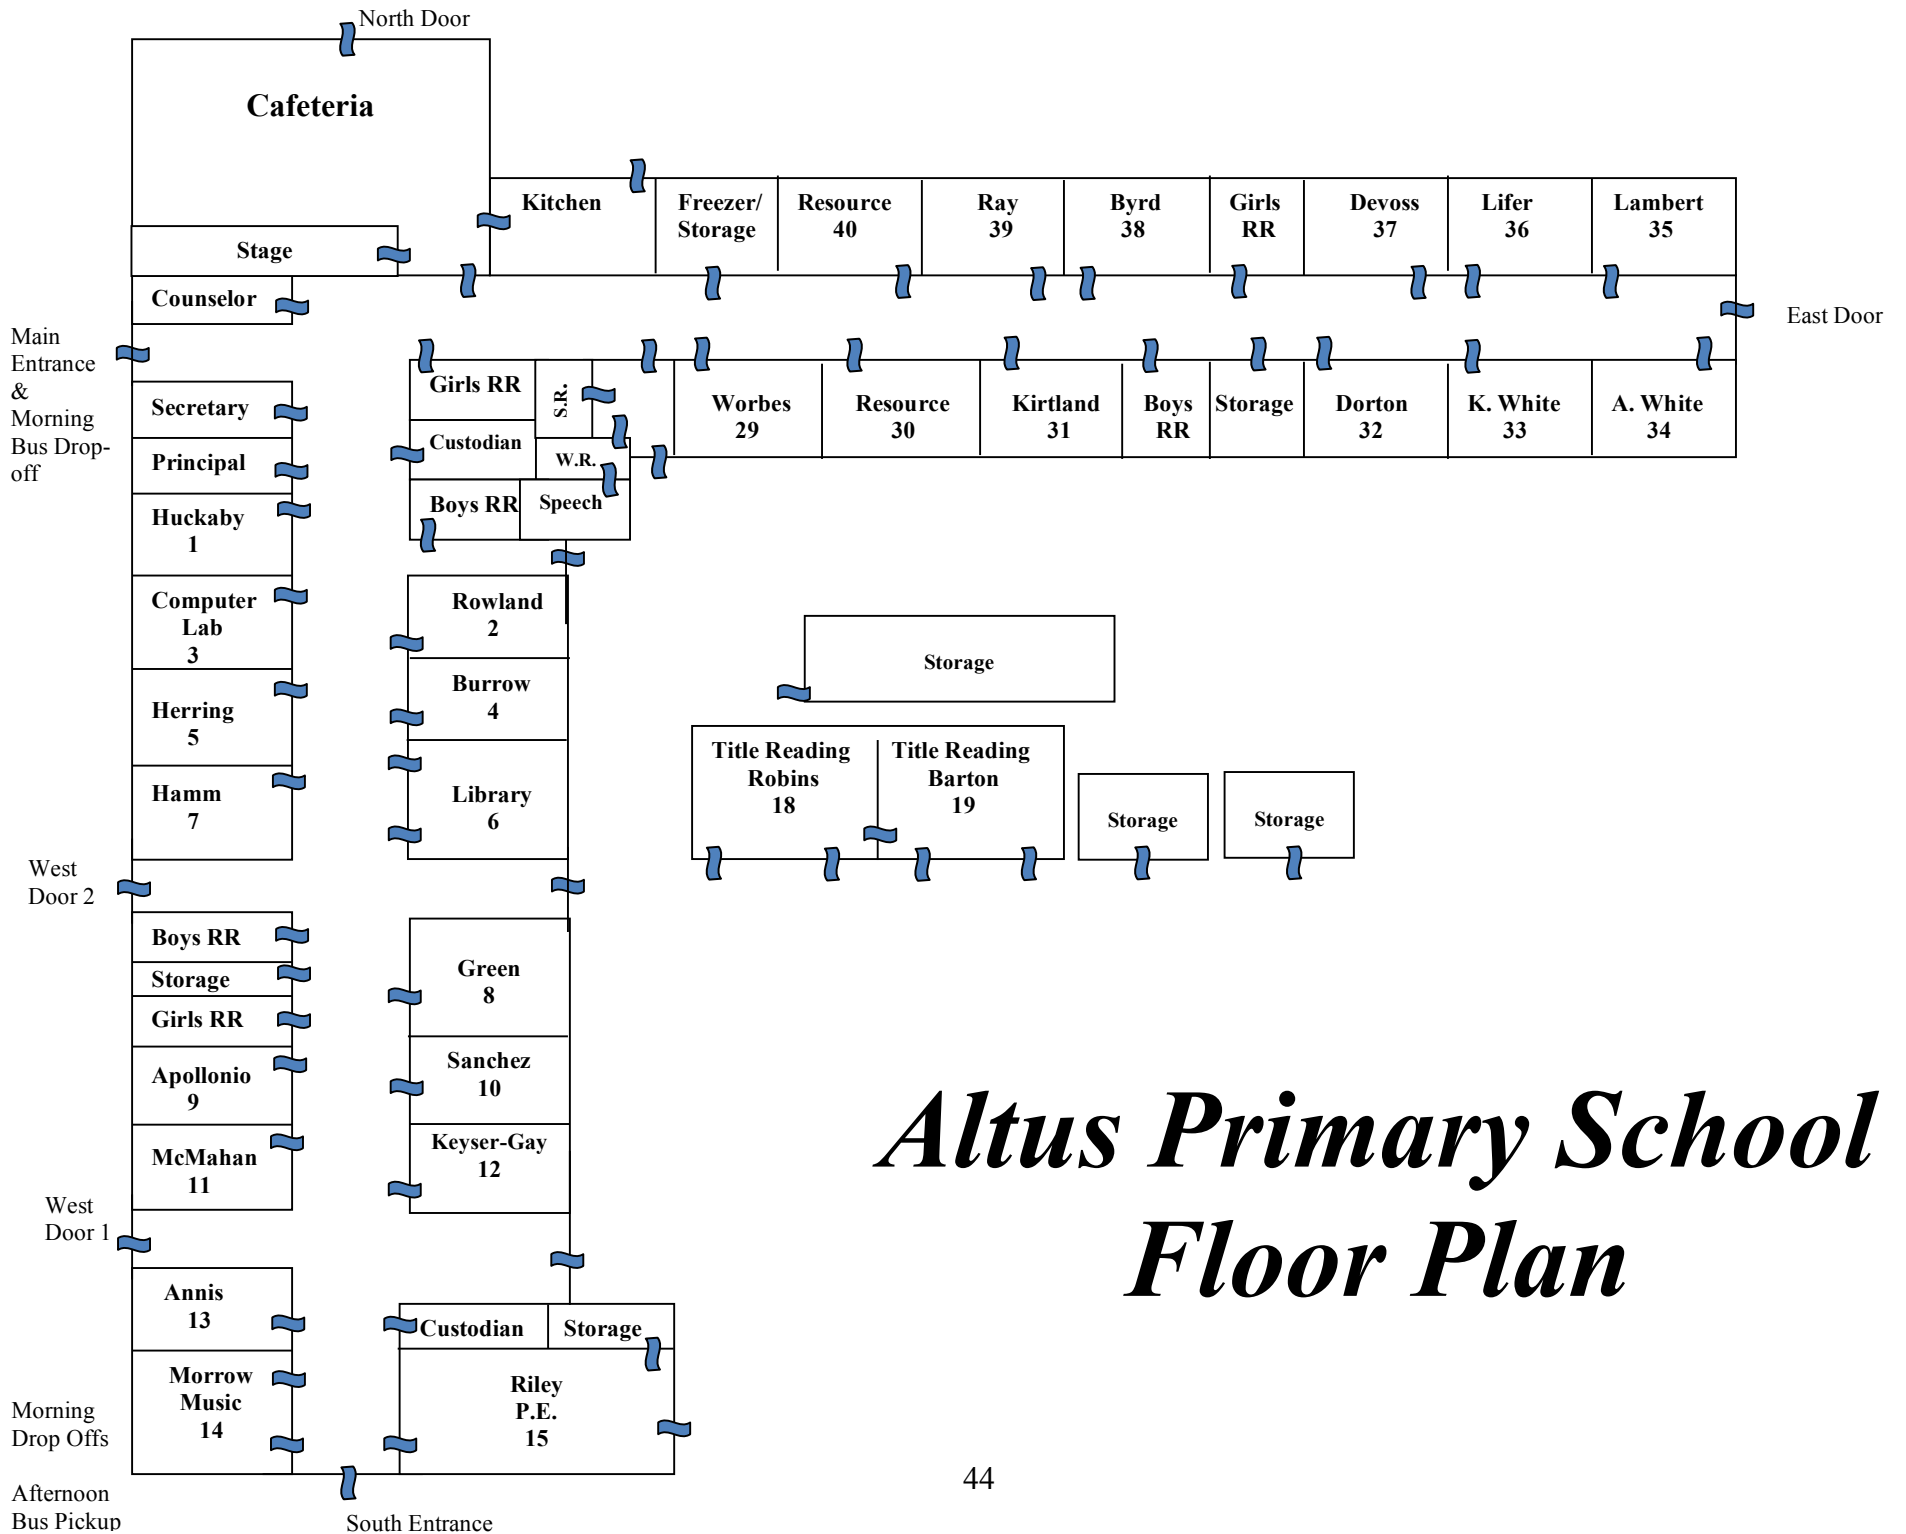 North Door
Cafeteria
Kitchen
Freezer/
Storage
Resource
40
Ray
39
Byrd
38
Girls
RR
Devoss
37
Lifer
36
Lambert
35
Stage
Counselor
East Door
Main
Entrance
&
Morning
Bus Drop-
off
Secretary
Principal
Huckaby
1
Computer
Lab
3
Herring
5
Hamm
7
Girls RR
S.R.
Custodian
W.R.
Boys RR
Speech
Worbes
29
Resource
30
Kirtland
31
Boys
RR
Storage
Dorton
32
K. White
33
A. White
34
Rowland
2
Burrow
4
Library
6
Storage
Title Reading
Robins
18
Title Reading
Barton
19
Storage
Storage
West
Door 2
Boys RR
Storage
Girls RR
Apollonio
9
McMahan
11
Green
8
Sanchez
10
Keyser-Gay
12
West
Door 1
Annis
13
Morrow
Music
14
Custodian
Storage
Riley
P.E.
15
Altus Primary School
Floor Plan
Morning
Drop Offs
Afternoon
Bus Pickup
South Entrance
44